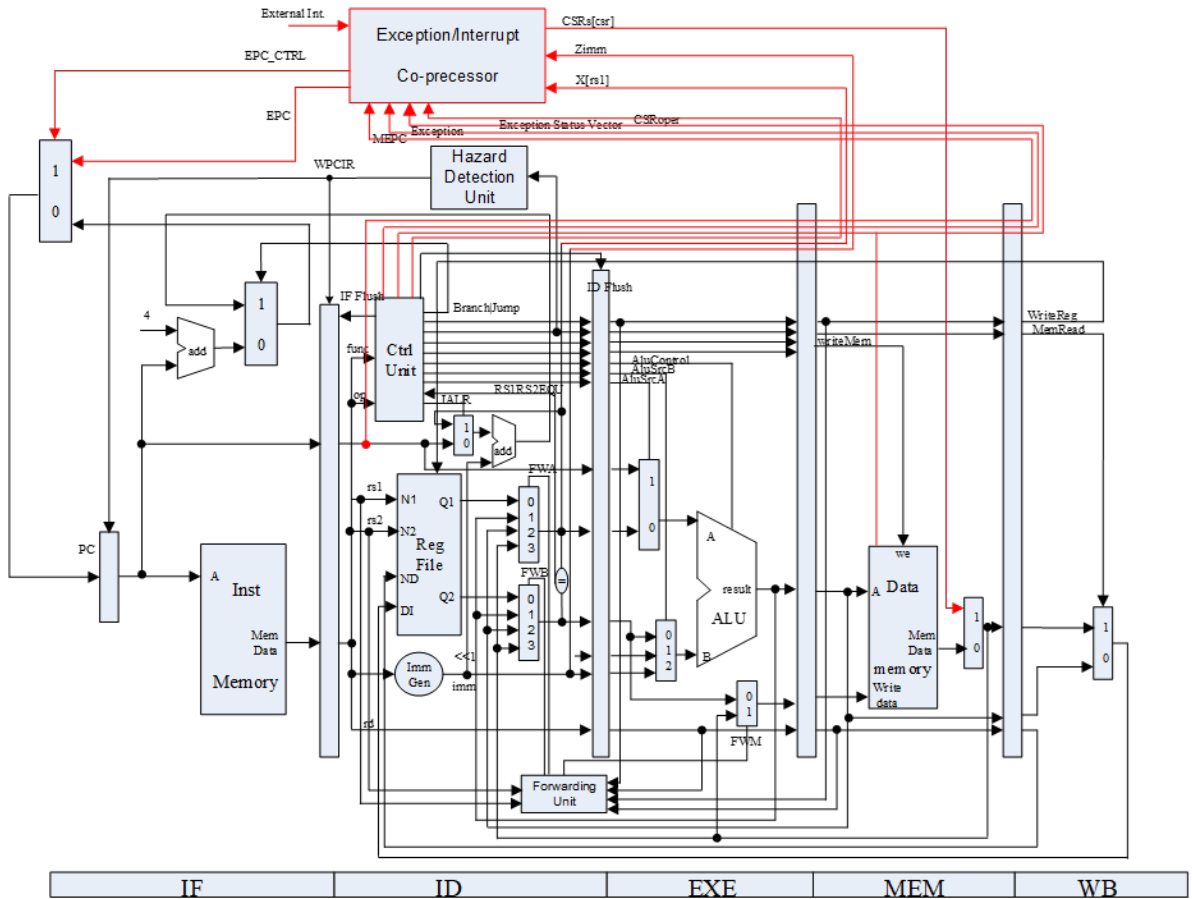 External Int.
CSRs[csr]
Exception/Interrupt
Zimm
EPC_CTRL
Co-precessor
X[rs1]
EPC
CSRoper
Exception Status Vector
Exception
MEPC
WPCIR
Hazard
Detection
Unit
1
0
ID Flush
IF Flush
Branch|Jump
1
0
4
add
WriteReg
MemRead
writeMem
func
Ctrl
Unit
AluControl
AluSrcB
AluSrcA
RS1RS2EQU
op
JALR
1
0
add
FWA
rs1
N1
Q1
0
1
2
3
1
0
rs2
N2
Reg
File
A
PC
A
Inst
Mem
Data
Memory
ND
DI
Q2
=
FWB
0
1
2
3
result
ALU
B
0
1
2
we
Data
A
Mem
Data
memory
Write
data
1
0
1
0
<<1
Imm
Gen
imm
0
1
rd
FWM
Forwarding
Unit
IF
ID
EXE
MEM
WB